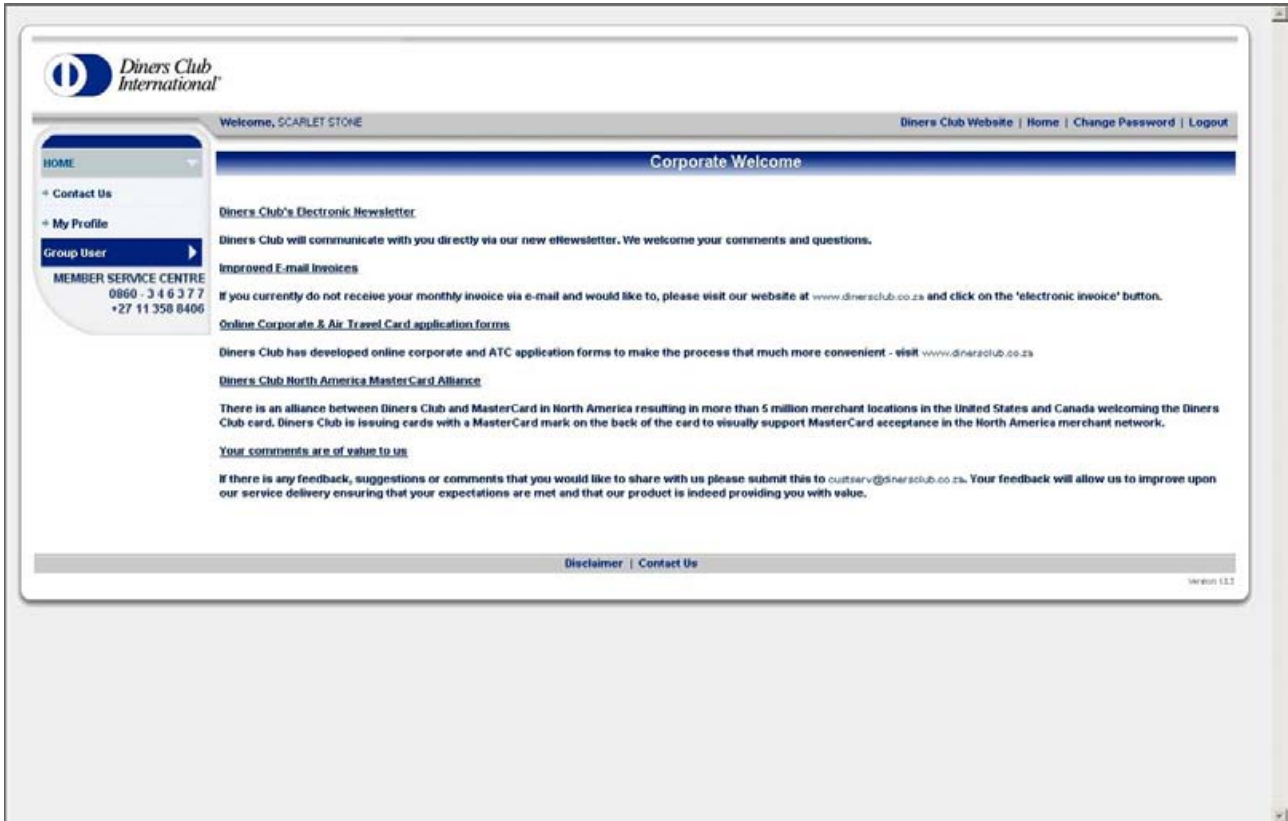 Diners Club
International®
Welcome, SCARLET STONE
Diners Club Website | Home | Change Password | Logout
HOME
Corporate Welcome
Contact Us
My Profile
Group User
MEMBER SERVICE CENTRE
0860 - 3 4 6 3 7 7
+27 11 358 8406
Diners Club's Electronic Newsletter
Diners Club will communicate with you directly via our new eNewsletter. We welcome your comments and questions.
Improved E-mail Invoices
If you currently do not receive your monthly invoice via e-mail and would like to, please visit our website at www.dinersclub.co.za and click on the 'electronic invoice' button.
Online Corporate & Air Travel Card application forms
Diners Club has developed online corporate and ATC application forms to make the process that much more convenient - visit www.dinersclub.co.za
Diners Club North America MasterCard Alliance
There is an alliance between Diners Club and MasterCard in North America resulting in more than 5 million merchant locations in the United States and Canada welcoming the Diners
Club card. Diners Club is issuing cards with a MasterCard mark on the back of the card to visually support MasterCard acceptance in the North America merchant network.
Your comments are of value to us
If there is any feedback, suggestions or comments that you would like to share with us please submit this to custserv@dinersclub.co.za. Your feedback will allow us to improve upon
our service delivery ensuring that your expectations are met and that our product is indeed providing you with value.
Disclaimer | Contact Us
Version